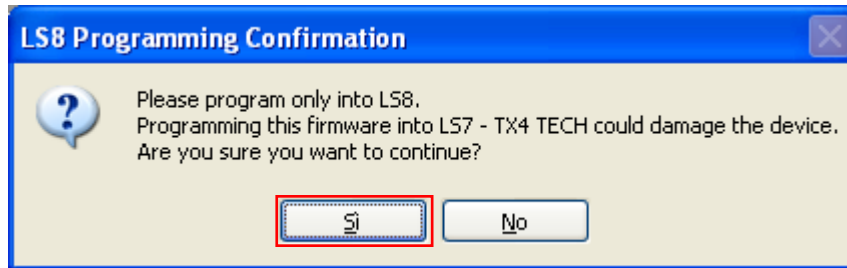 LS8 Programming Confirmation
Please program only into LS8.
Programming this firmware into LS7 - TX4 TECH could damage the device.
Are you sure you want to continue?
Sì
No